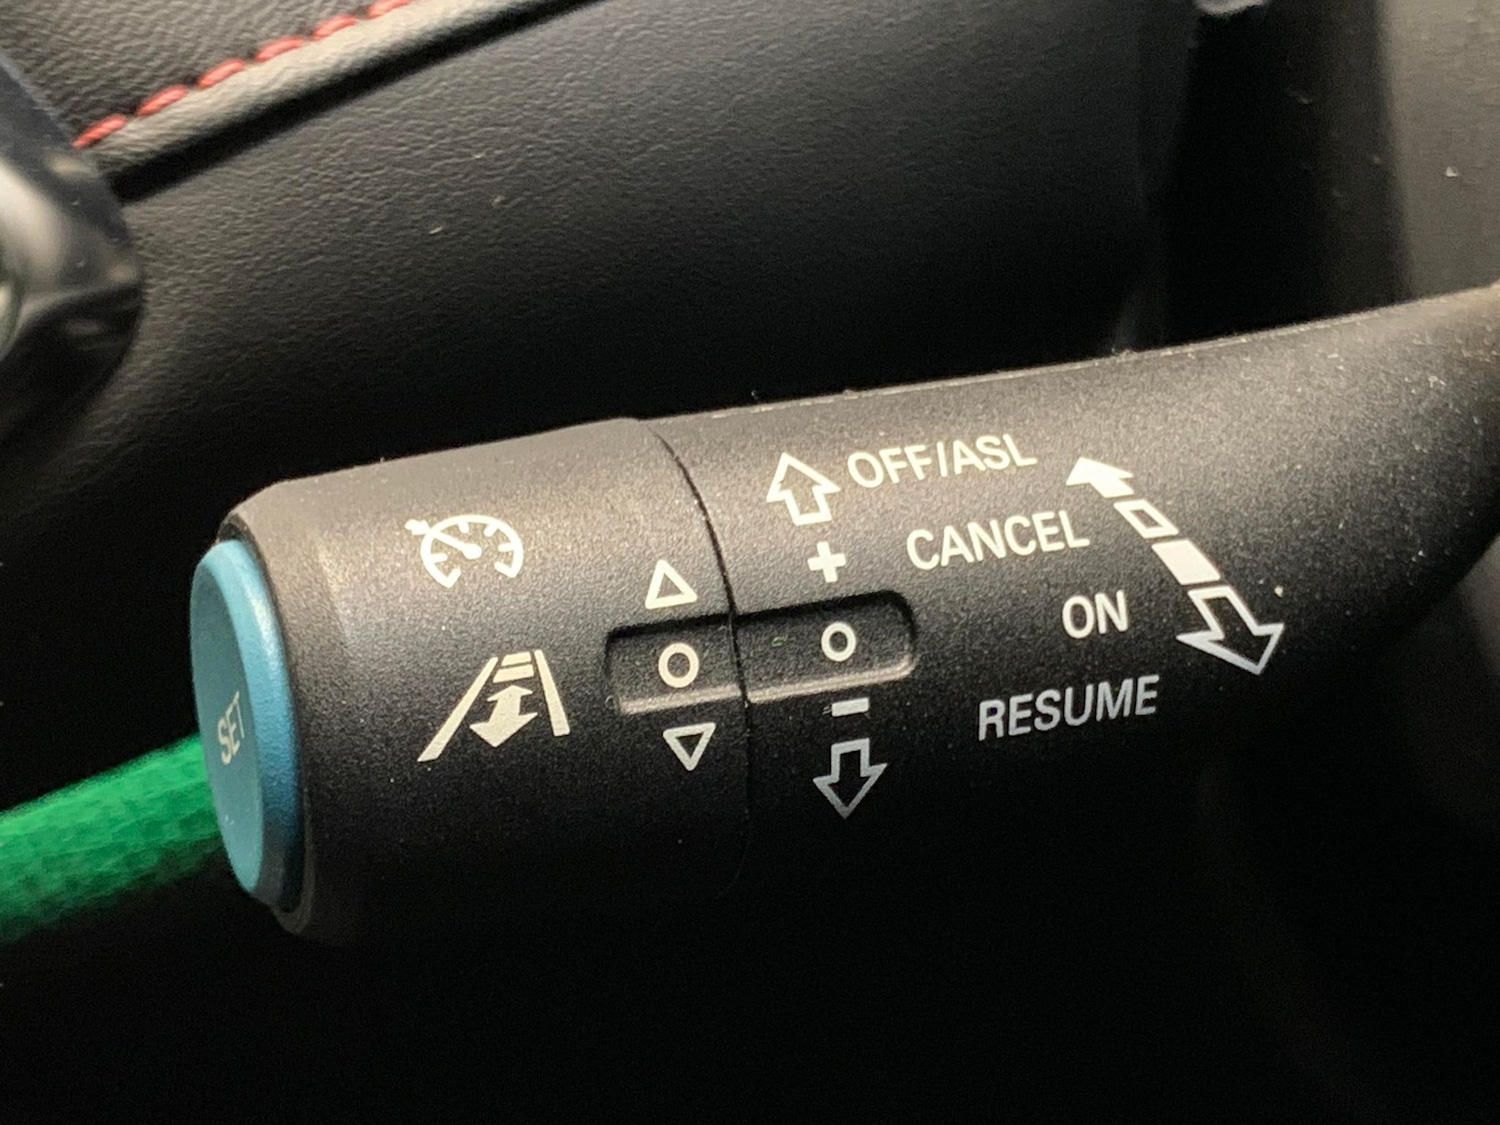 OFF/ASL
CANCEL
+
ON
-
RESUME
SET